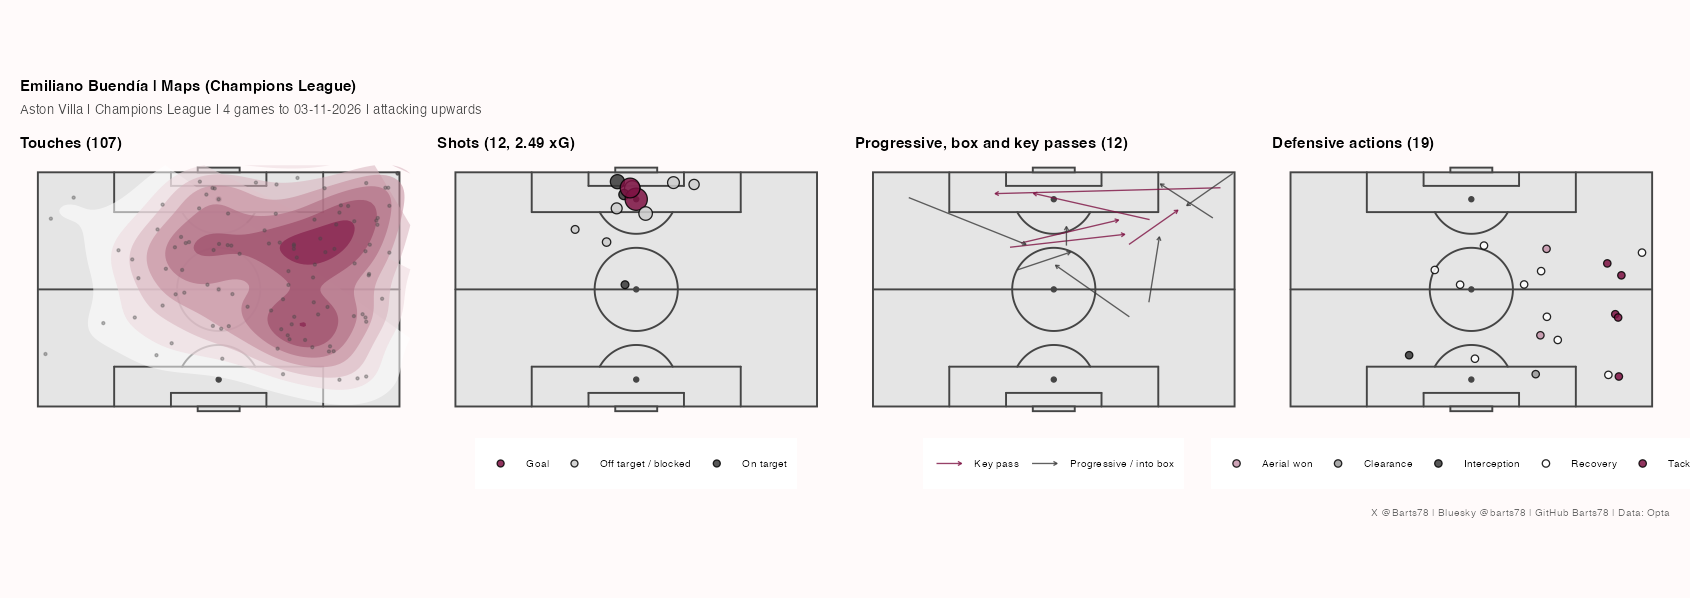 Emiliano Buendía | Maps (Champions League)
Aston Villa | Champions League | 4 games to 03-11-2026 | attacking upwards
Touches (107)
Shots (12, 2.49 xG)
Progressive, box and key passes (12)
Defensive actions (19)
Goal
Off target / blocked
On target
Key pass
Progressive / into box
Aerial won
Clearance
Interception
Recovery
Tack
X @Barts78 | Bluesky @barts78 | GitHub Barts78 | Data: Opta